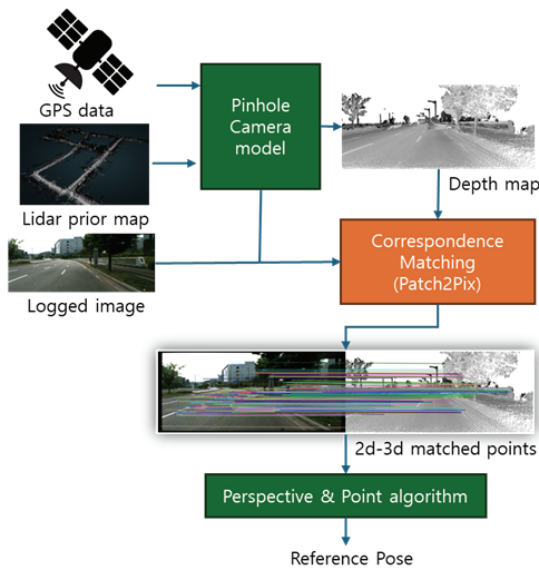 GPS data
Pinhole
Camera
model
Lidar prior map
Depth map
Logged image
Correspondence
Matching
(Patch2Pix)
2d-3d matched points
Perspective & Point algorithm
Reference Pose